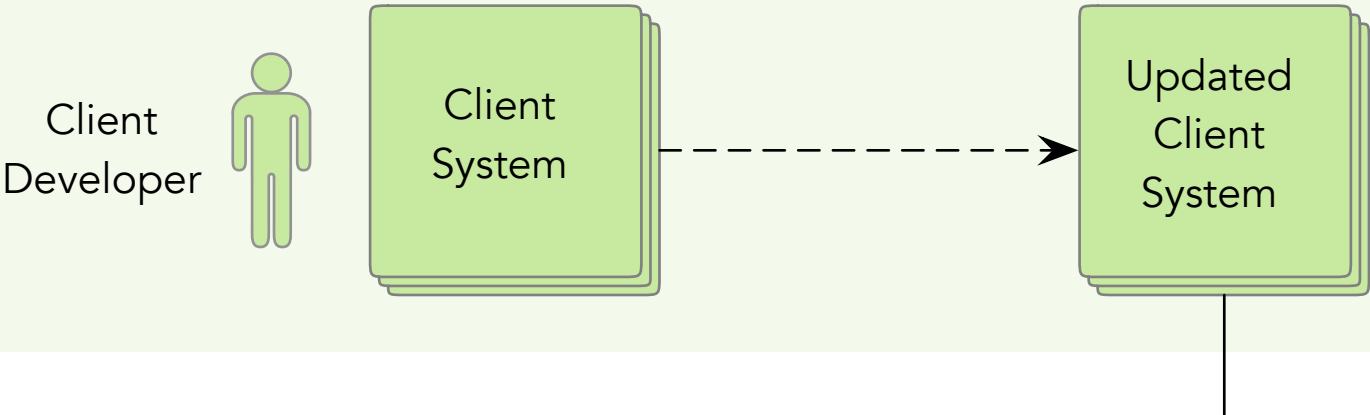 Client
Developer
Client
System
Updated
Client
System